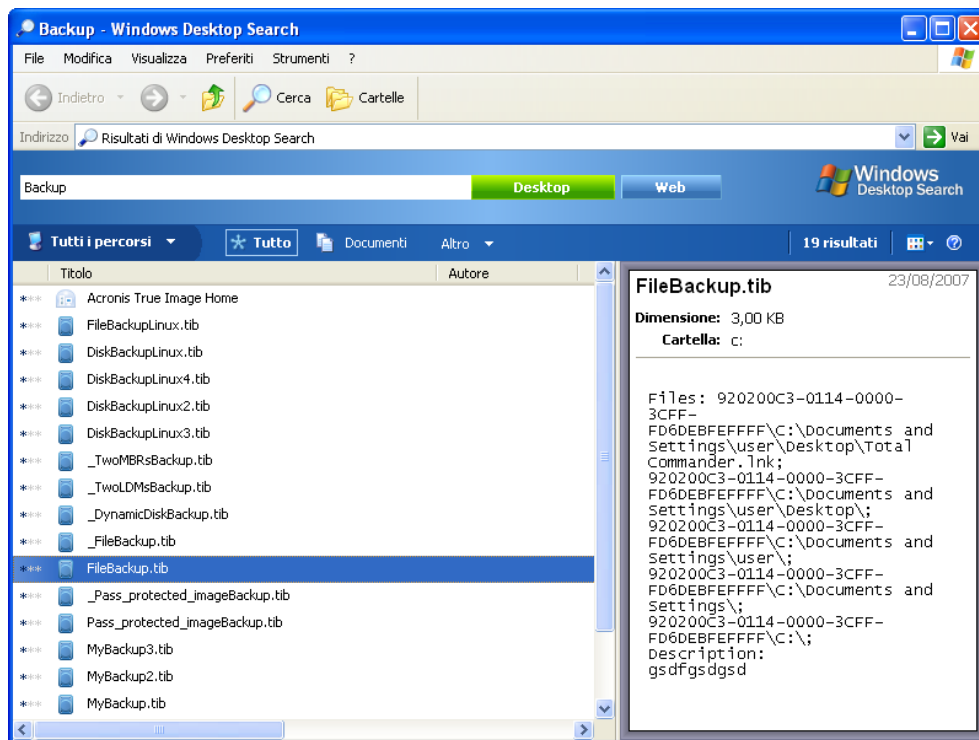 Backup - Windows Desktop Search
File Modifica Visualizza Preferiti Strumenti ?
Indietro Cerca Cartelle
Indirizzo Risultati di Windows Desktop Search Vai
Backup Desktop Web Windows
Desktop Search
Tutti i percorsi Tutto Documenti Altro 19 risultati
Titolo Autore
Acronis True Image Home
FileBackupLinux.tib
DiskBackupLinux.tib
DiskBackupLinux4.tib
DiskBackupLinux2.tib
DiskBackupLinux3.tib
_TwoMBRsBackup.tib
_TwoLDMsBackup.tib
_DynamicDiskBackup.tib
_FileBackup.tib
FileBackup.tib
_Pass_protected_imageBackup.tib
Pass_protected_imageBackup.tib
MyBackup3.tib
MyBackup2.tib
MyBackup.tib
FileBackup.tib 23/08/2007
Dimensione: 3,00 KB
Cartella: c:
Files: 920200C3-0114-0000-
3CFF-
FD6DEBFEFFFF\C:\Documents and
Settings\user\Desktop\Total
Commander.lnk;
920200C3-0114-0000-3CFF-
FD6DEBFEFFFF\C:\Documents and
Settings\user\Desktop\;
920200C3-0114-0000-3CFF-
FD6DEBFEFFFF\C:\Documents and
Settings\user\;
920200C3-0114-0000-3CFF-
FD6DEBFEFFFF\C:\Documents and
Settings\;
920200C3-0114-0000-3CFF-
FD6DEBFEFFFF\C:\;
Description:
gsdfgsdgsd